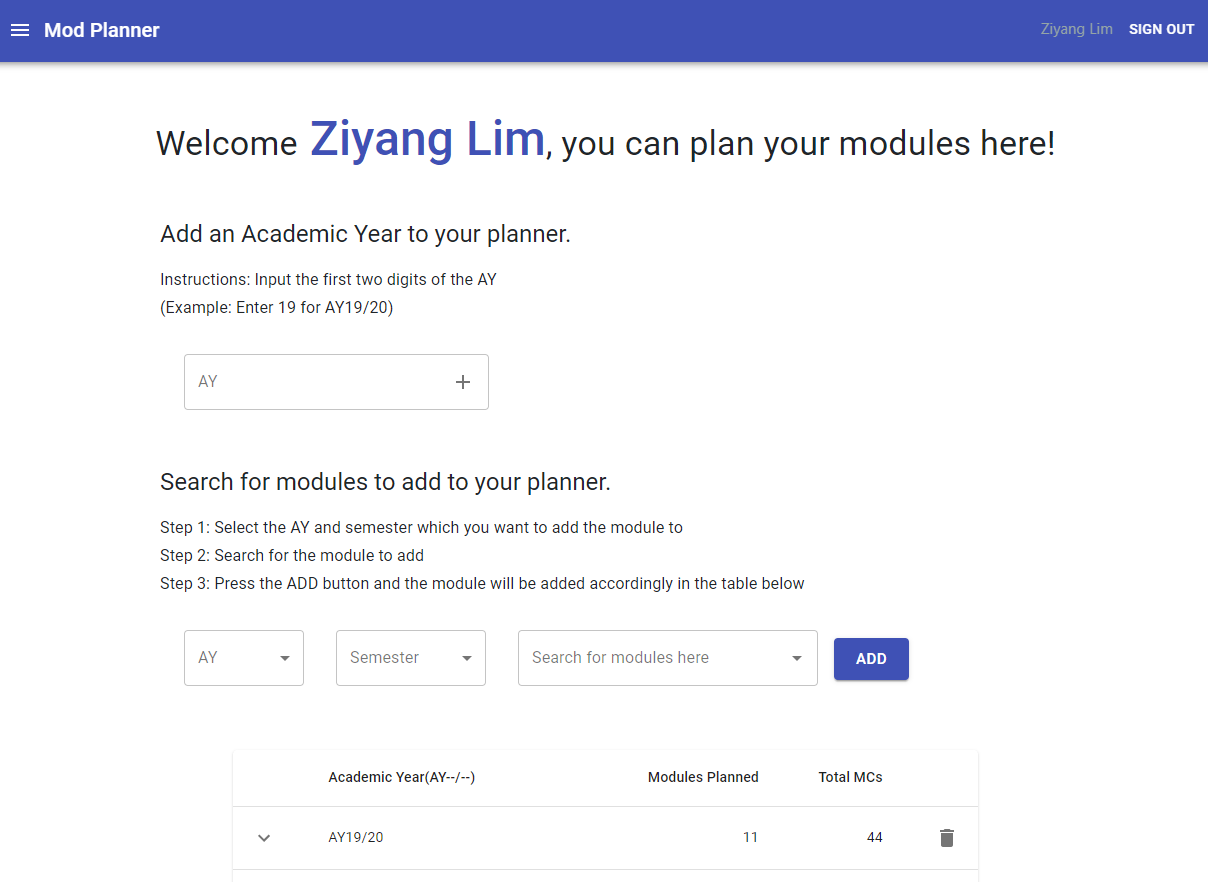 Mod Planner
Ziyang Lim SIGN OUT
Welcome Ziyang Lim, you can plan your modules here!
Add an Academic Year to your planner.
Instructions: Input the first two digits of the AY
(Example: Enter 19 for AY19/20)
AY
Search for modules to add to your planner.
Step 1: Select the AY and semester which you want to add the module to
Step 2: Search for the module to add
Step 3: Press the ADD button and the module will be added accordingly in the table below
AY Semester Search for modules here ADD
Academic Year(AY--/--) Modules Planned Total MCs
AY19/20 11 44